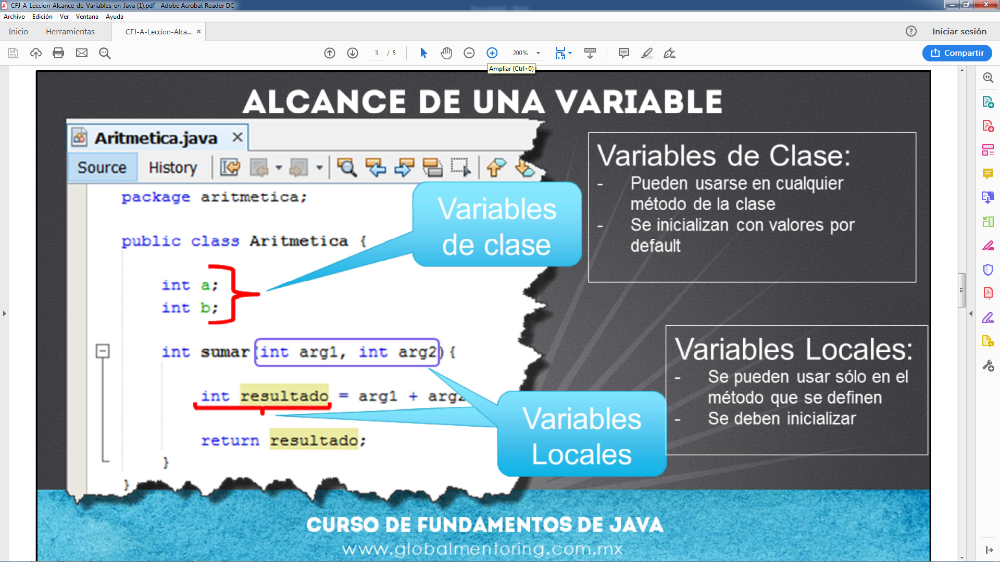 CFJ-A-Leccion-Alcance-de-Variables-en-Java (1).pdf - Adobe Acrobat Reader DC
Archivo Edición Ver Ventana Ayuda
Inicio Herramientas CFJ-A-Leccion-Alca... × Iniciar sesión
3 / 5 200% Compartir
Ampliar (Ctrl+0)
ALCANCE DE UNA VARIABLE
Aritmetica.java ×
Source History
package aritmetica;
public class Aritmetica {
int a;
int b;
int sumar(int arg1, int arg2){
int resultado = arg1 + arg2
return resultado;
}
}
Variables
de clase
Variables
Locales
Variables de Clase:
- Pueden usarse en cualquier
método de la clase
- Se inicializan con valores por
default
Variables Locales:
- Se pueden usar sólo en el
método que se definen
- Se deben inicializar
CURSO DE FUNDAMENTOS DE JAVA
www.globalmentoring.com.mx